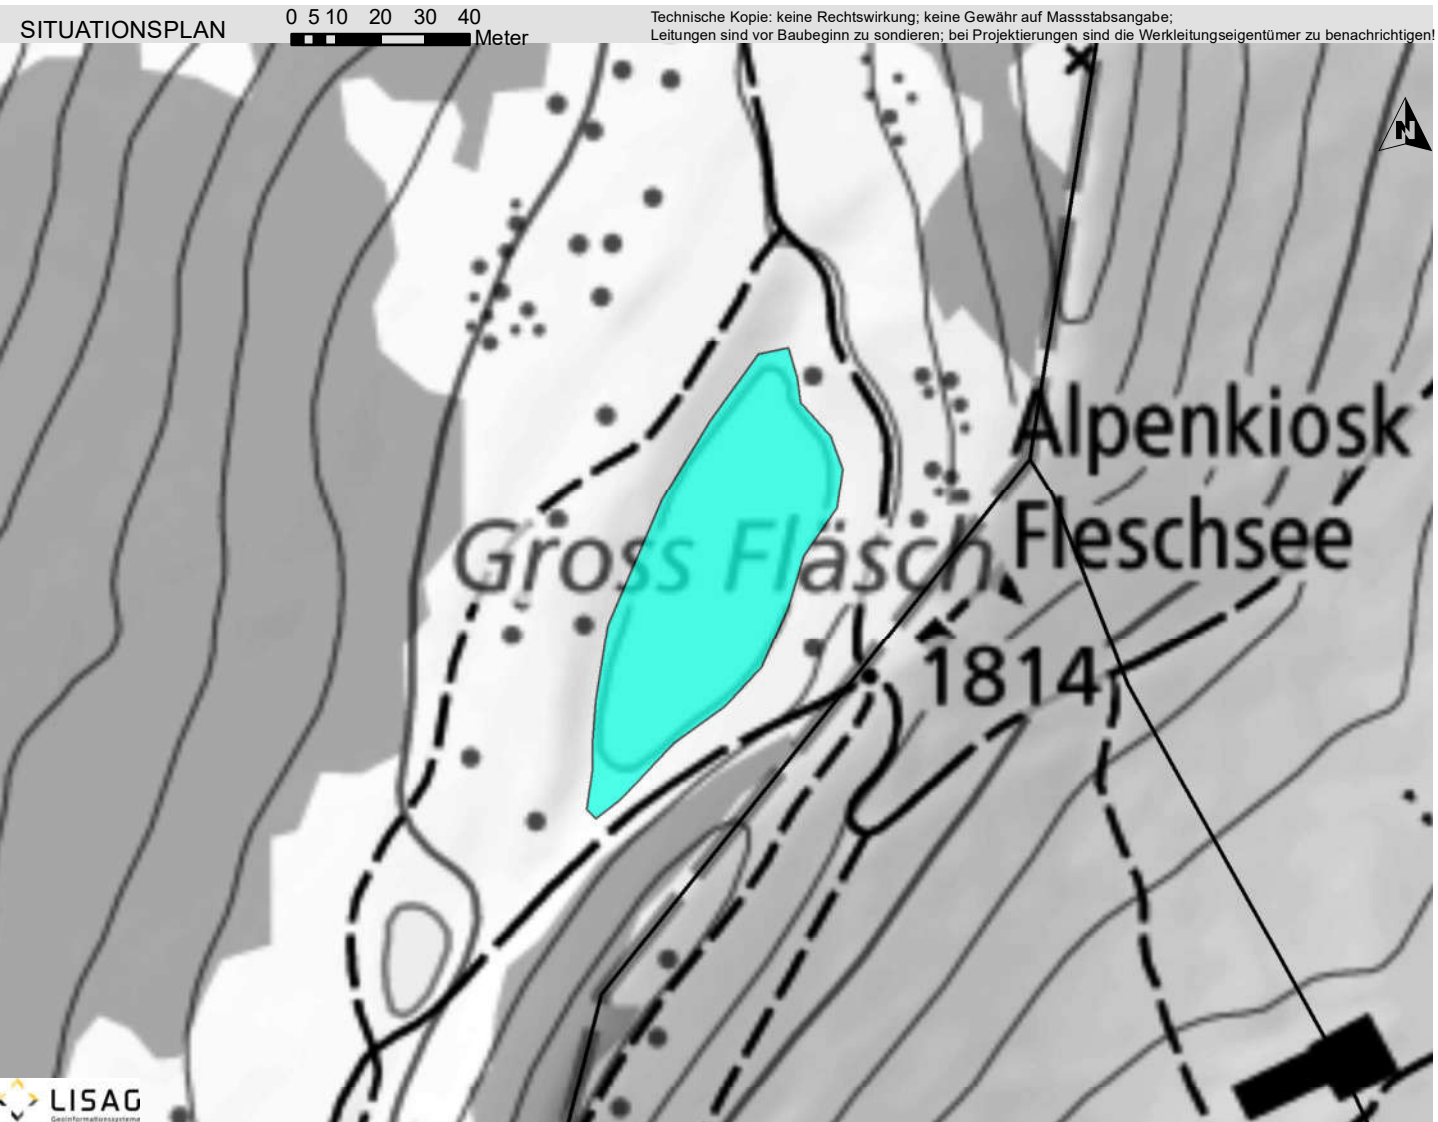 SITUATIONSPLAN
0 5 10 20 30 40
Meter
Technische Kopie: keine Rechtswirkung; keine Gewähr auf Massstabsangabe;
Leitungen sind vor Baubeginn zu sondieren; bei Projektierungen sind die Werkleitungseigentümer zu benachrichtigen!
N
Alpenkiosk
Fleschsee
Gross Fläsch
1814
LISAG
Geoinformationssysteme